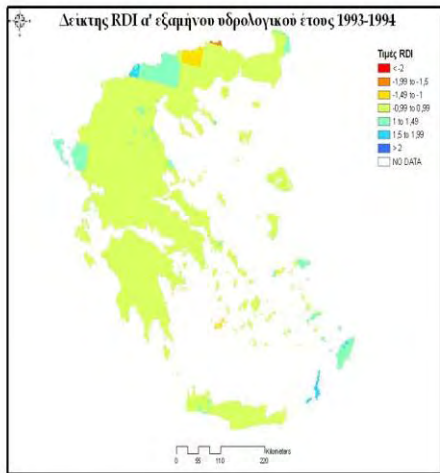 Δείκτης RDI α' εξαμήνου υδρολογικού έτους 1993-1994
Τιμές RDI
< -2
-1,99 to -1,5
-1,49 to -1
-0,99 to 0,99
1 to 1,49
1,5 to 1,99
> 2
NO DATA
Kilometers
0 55 110 220